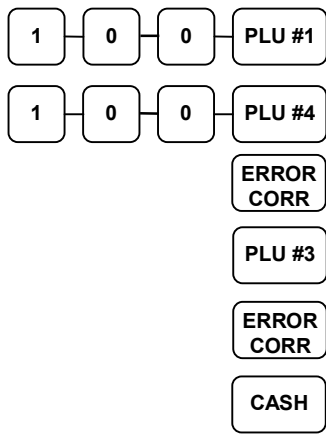 1 0 0 PLU #1
1 0 0 PLU #4
ERROR
CORR
PLU #3
ERROR
CORR
CASH